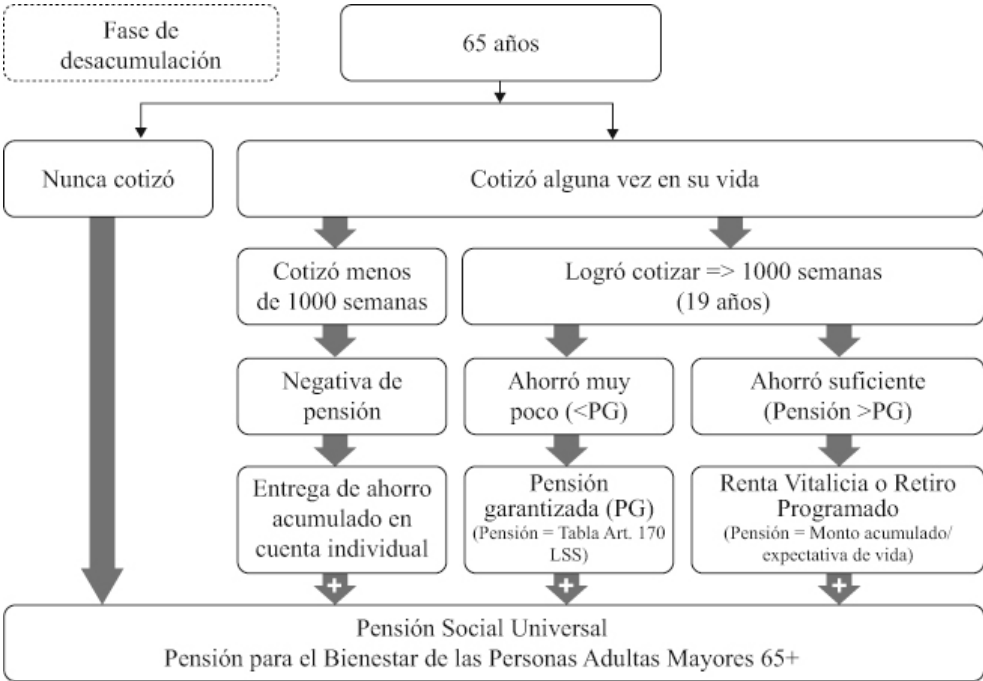 Fase de
desacumulación
65 años
Nunca cotizó
Cotizó alguna vez en su vida
Cotizó menos
de 1000 semanas
Logró cotizar => 1000 semanas
(19 años)
Negativa de
pensión
Ahorró muy
poco (<PG)
Ahorró suficiente
(Pensión >PG)
Entrega de ahorro
acumulado en
cuenta individual
Pensión
garantizada (PG)
(Pensión = Tabla Art. 170
LSS)
Renta Vitalicia o Retiro
Programado
(Pensión = Monto acumulado/
expectativa de vida)
+
+
+
Pensión Social Universal
Pensión para el Bienestar de las Personas Adultas Mayores 65+